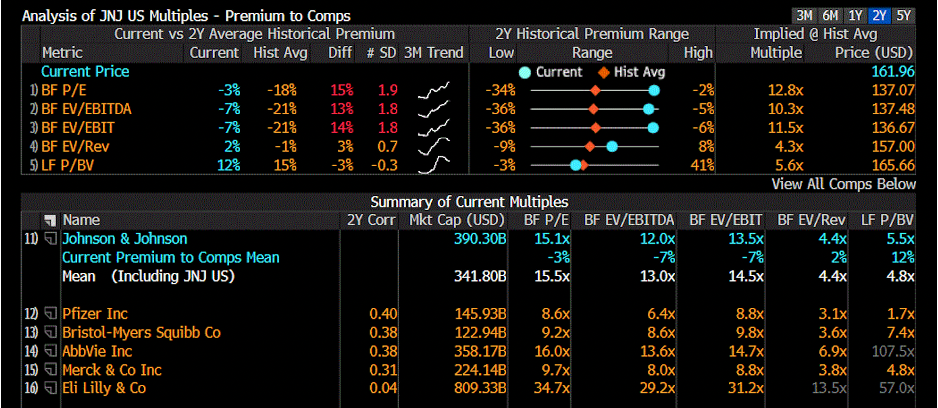 Analysis of JNJ US Multiples - Premium to Comps 3M 6M 1Y 2Y 5Y
Current vs 2Y Average Historical Premium 2Y Historical Premium Range Implied @ Hist Avg
Metric Current Hist Avg Diff # SD 3M Trend Low Range High Multiple Price (USD)
Current Price Current Hist Avg 161.96
1) BF P/E -3% -18% 15% 1.9 -34% -2% 12.8x 137.07
2) BF EV/EBITDA -7% -21% 13% 1.8 -36% -5% 10.3x 137.48
3) BF EV/EBIT -7% -21% 14% 1.8 -36% -6% 11.5x 136.67
4) BF EV/Rev 2% -1% 3% 0.7 -9% 8% 4.3x 157.00
5) LF P/BV 12% 15% -3% -0.3 -3% 41% 5.6x 165.66
View All Comps Below
Summary of Current Multiples
Name 2Y Corr Mkt Cap (USD) BF P/E BF EV/EBITDA BF EV/EBIT BF EV/Rev LF P/BV
11) Johnson & Johnson 390.30B 15.1x 12.0x 13.5x 4.4x 5.5x
Current Premium to Comps Mean -3% -7% -7% 2% 12%
Mean (Including JNJ US) 341.80B 15.5x 13.0x 14.5x 4.4x 4.8x
12) Pfizer Inc 0.40 145.93B 8.6x 6.4x 8.8x 3.1x 1.7x
13) Bristol-Myers Squibb Co 0.38 122.94B 9.2x 8.6x 9.8x 3.6x 7.4x
14) AbbVie Inc 0.38 358.17B 16.0x 13.6x 14.7x 6.9x 107.5x
15) Merck & Co Inc 0.31 224.14B 9.7x 8.0x 8.8x 3.8x 4.8x
16) Eli Lilly & Co 0.04 809.33B 34.7x 29.2x 31.2x 13.5x 57.0x